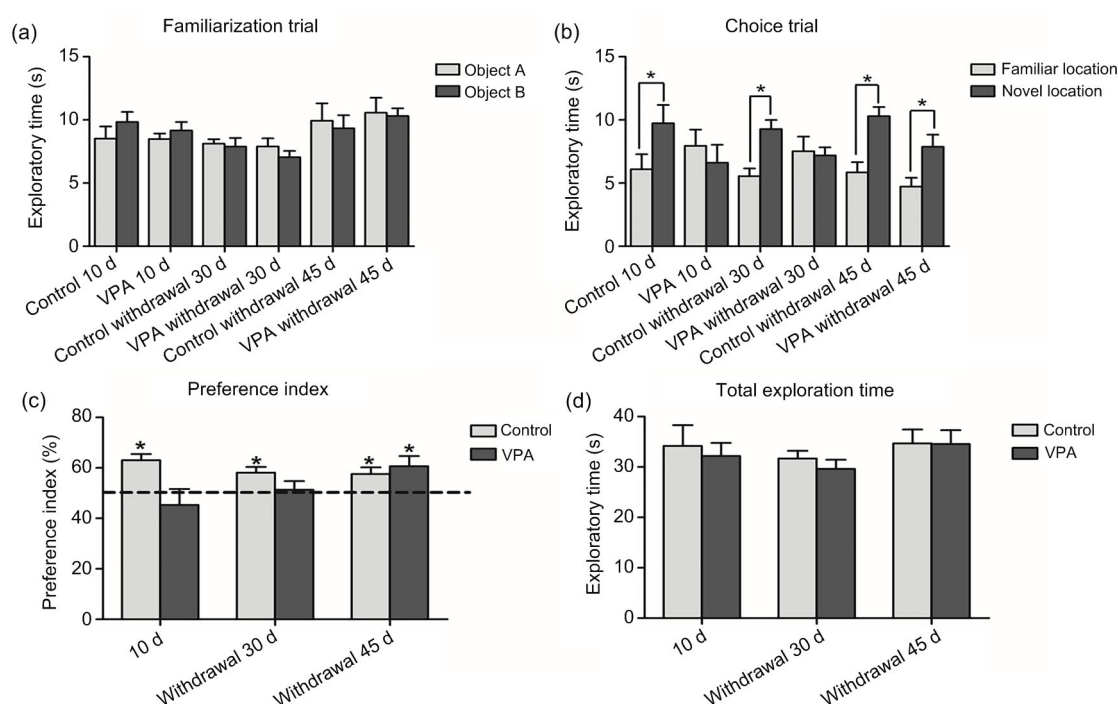 (a)
Familiarization trial
Exploratory time (s)
15
10
5
0
Object A
Object B
Control 10 d
VPA 10 d
Control withdrawal 30 d
VPA withdrawal 30 d
Control withdrawal 45 d
VPA withdrawal 45 d
(b)
Choice trial
Exploratory time (s)
15
10
5
0
* * * *
Familiar location
Novel location
Control 10 d
VPA 10 d
Control withdrawal 30 d
VPA withdrawal 30 d
Control withdrawal 45 d
VPA withdrawal 45 d
(c)
Preference index
Preference index (%)
80
60
40
20
0
* * * *
Control
VPA
10 d
Withdrawal 30 d
Withdrawal 45 d
(d)
Total exploration time
Exploratory time (s)
40
30
30
10
0
Control
VPA
10 d
Withdrawal 30 d
Withdrawal 45 d